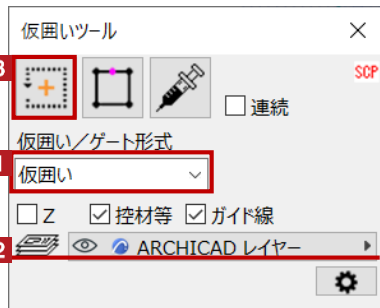 仮囲いツール
3
SCP
連続
仮囲い／ゲート形式
1
仮囲い
Z 控材等 ガイド線
2
ARCHICAD レイヤー